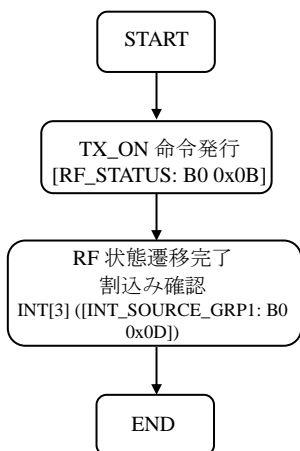 START
TX_ON 命令発行
[RF_STATUS: B0 0x0B]
RF 状態遷移完了
割込み確認
INT[3] ([INT_SOURCE_GRP1: B0
0x0D])
END